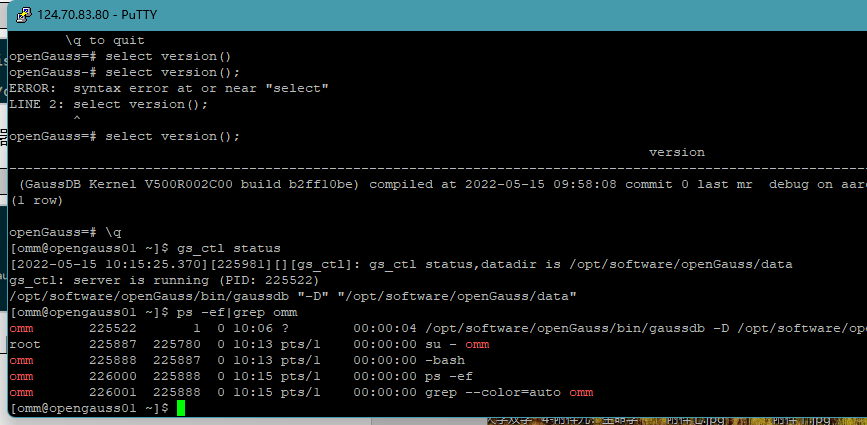 124.70.83.80 - PuTTY
\q to quit
openGauss=# select version()
openGauss-# select version();
ERROR:  syntax error at or near "select"
LINE 2: select version();
^
openGauss=# select version();
version
(GaussDB Kernel V500R002C00 build b2ff10be) compiled at 2022-05-15 09:58:08 commit 0 last mr  debug on aar
(1 row)
openGauss=# \q
[omm@opengauss01 ~]$ gs_ctl status
[2022-05-15 10:15:25.370][225981][][gs_ctl]: gs_ctl status,datadir is /opt/software/openGauss/data
gs_ctl: server is running (PID: 225522)
/opt/software/openGauss/bin/gaussdb "-D" "/opt/software/openGauss/data"
[omm@opengauss01 ~]$ ps -ef|grep omm
omm       225522       1  0 10:06 ?        00:00:04 /opt/software/openGauss/bin/gaussdb -D /opt/software/ope
root      225887  225780  0 10:13 pts/1    00:00:00 su - omm
omm       225888  225887  0 10:13 pts/1    00:00:00 -bash
omm       226000  225888  0 10:15 pts/1    00:00:00 ps -ef
omm       226001  225888  0 10:15 pts/1    00:00:00 grep --color=auto omm
[omm@opengauss01 ~]$